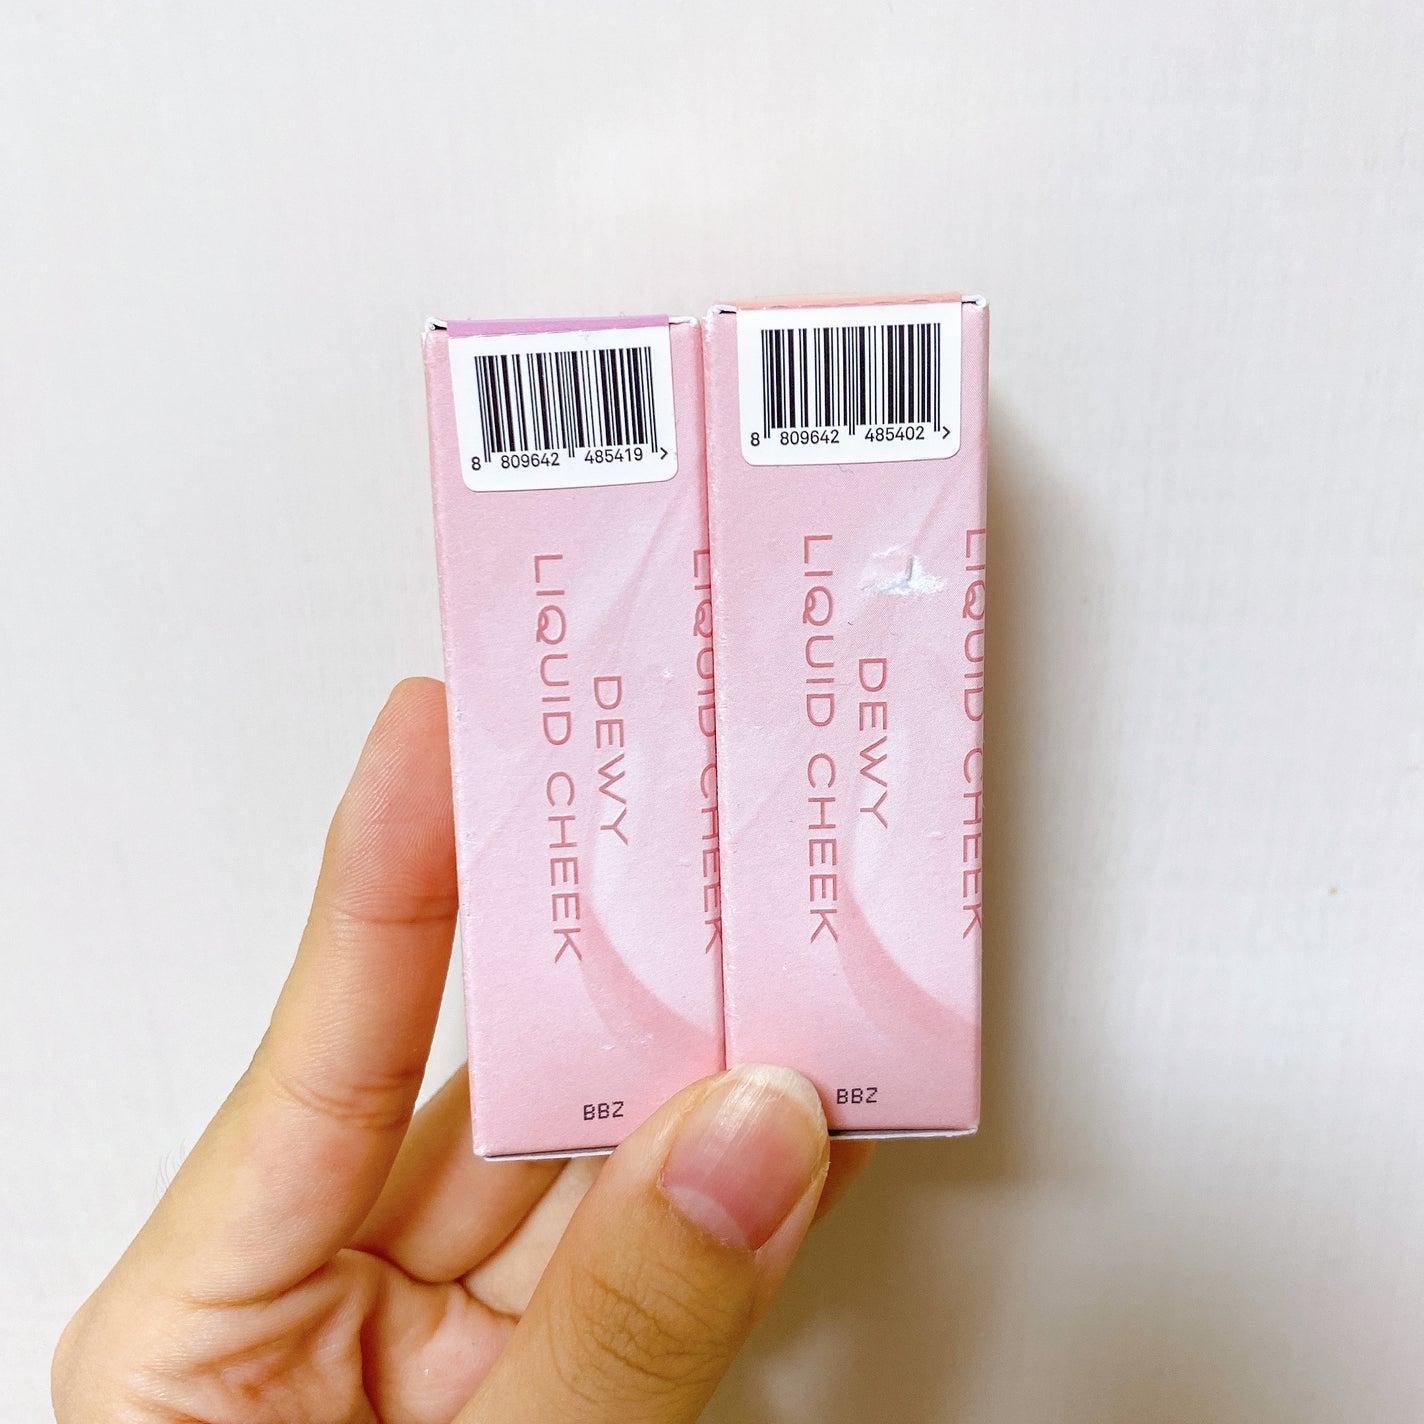 8 809642 485419 >
DEWY
LIQUID CHEEK
LIQUID CHEEK
BBZ
8 809642 485402 >
DEWY
LIQUID CHEEK
LIQUID CHEEK
BBZ